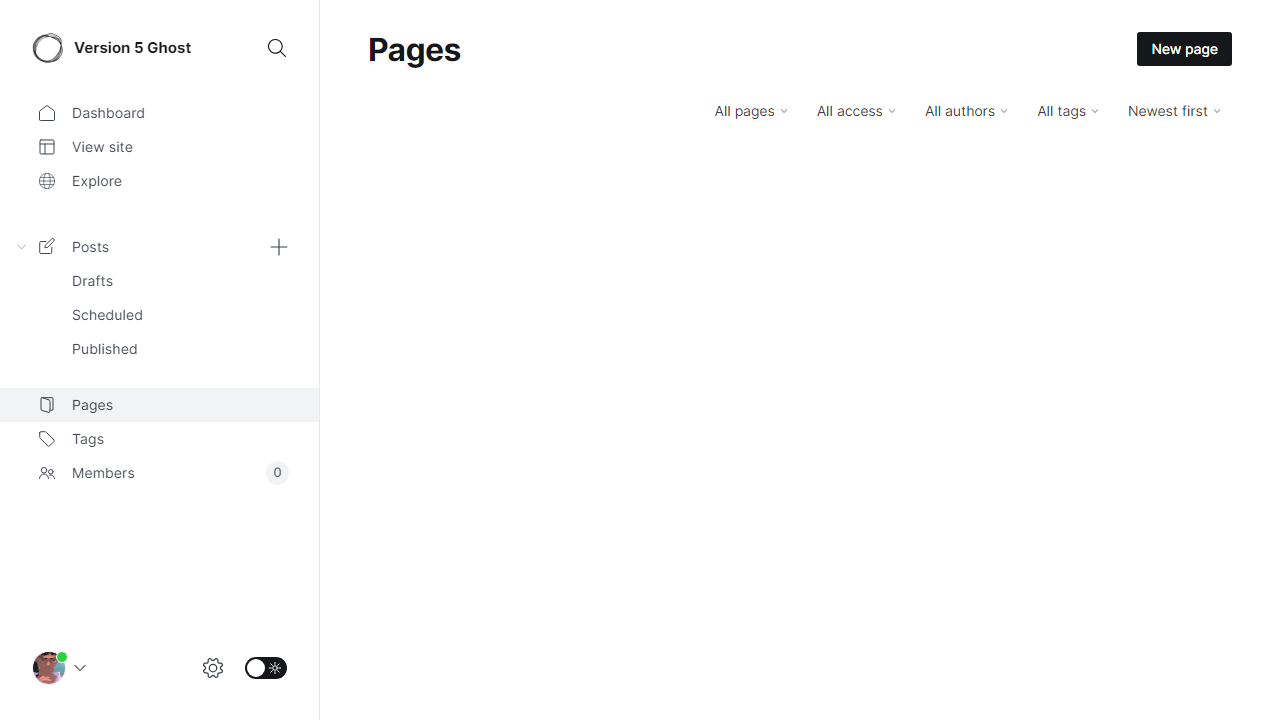 Version 5 Ghost
Dashboard
View site
Explore
Posts
Drafts
Scheduled
Published
Pages
Tags
Members 0
Pages
New page
All pages All access All authors All tags Newest first